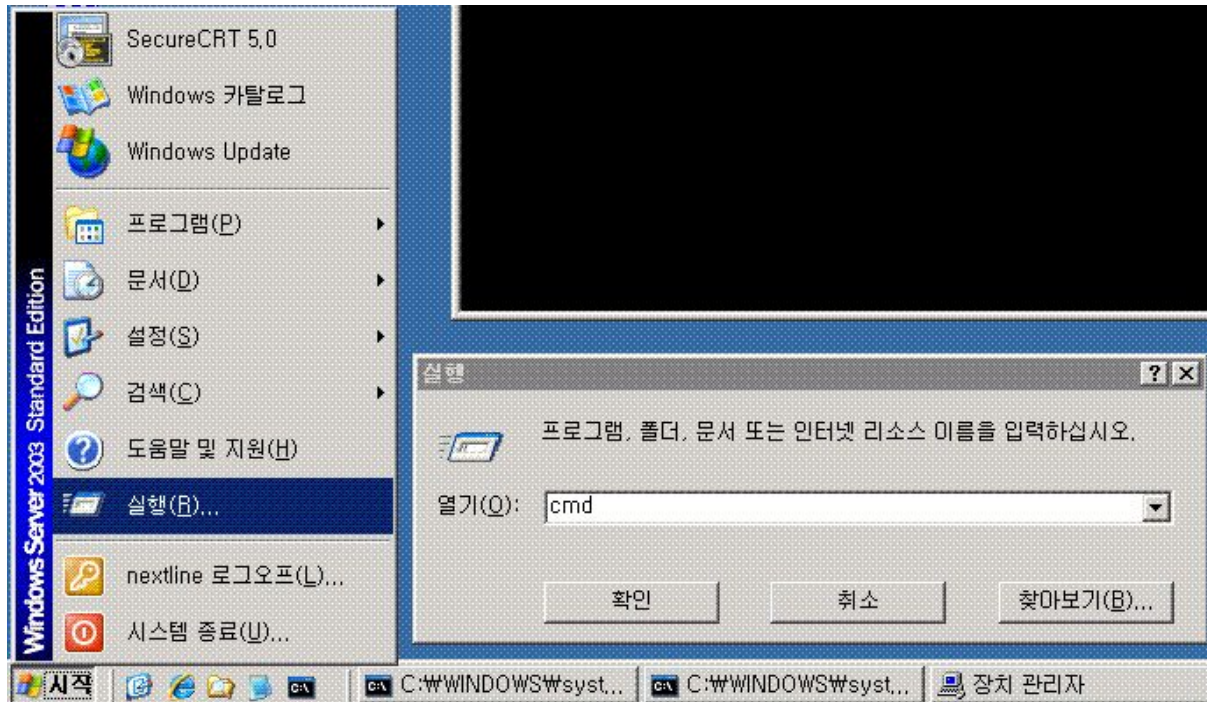 SecureCRT 5,0
Windows 카탈로그
Windows Update
프로그램(P)
문서(D)
설정(S)
검색(C)
도움말 및 지원(H)
실행(R)...
nextline 로그오프(L)...
시스템 종료(U)...
Windows Server 2003 Standard Edition
실행
프로그램, 폴더, 문서 또는 인터넷 리소스 이름을 입력하십시오.
열기(O): cmd
확인 취소 찾아보기(B)...
시작 C:₩WINDOWS₩syst... C:₩WINDOWS₩syst... 장치 관리자